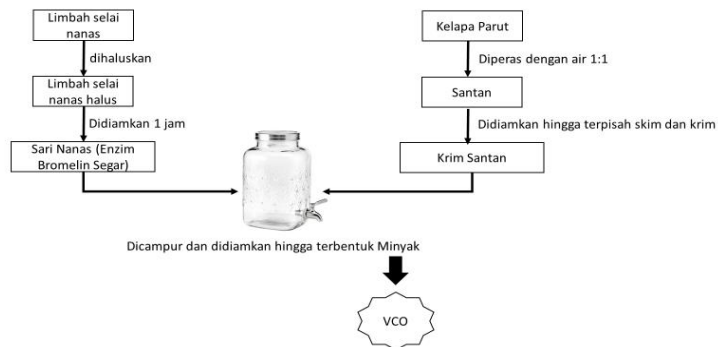 Limbah selai
nanas
dihaluskan
Limbah selai
nanas halus
Didiamkan 1 jam
Sari Nanas (Enzim
Bromelin Segar)
Kelapa Parut
Diperas dengan air 1:1
Santan
Didiamkan hingga terpisah skim dan krim
Krim Santan
Dicampur dan didiamkan hingga terbentuk Minyak
VCO